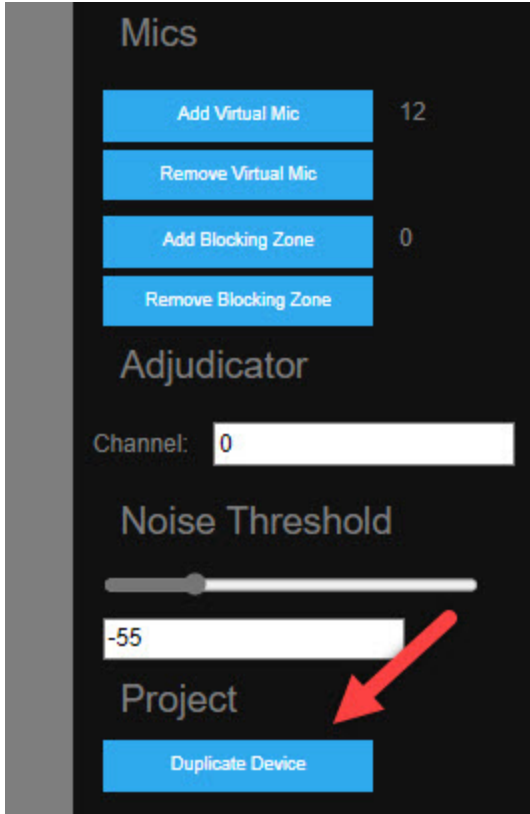 Mics
Add Virtual Mic 12
Remove Virtual Mic
Add Blocking Zone 0
Remove Blocking Zone
Adjudicator
Channel: 0
Noise Threshold
-55
Project
Duplicate Device